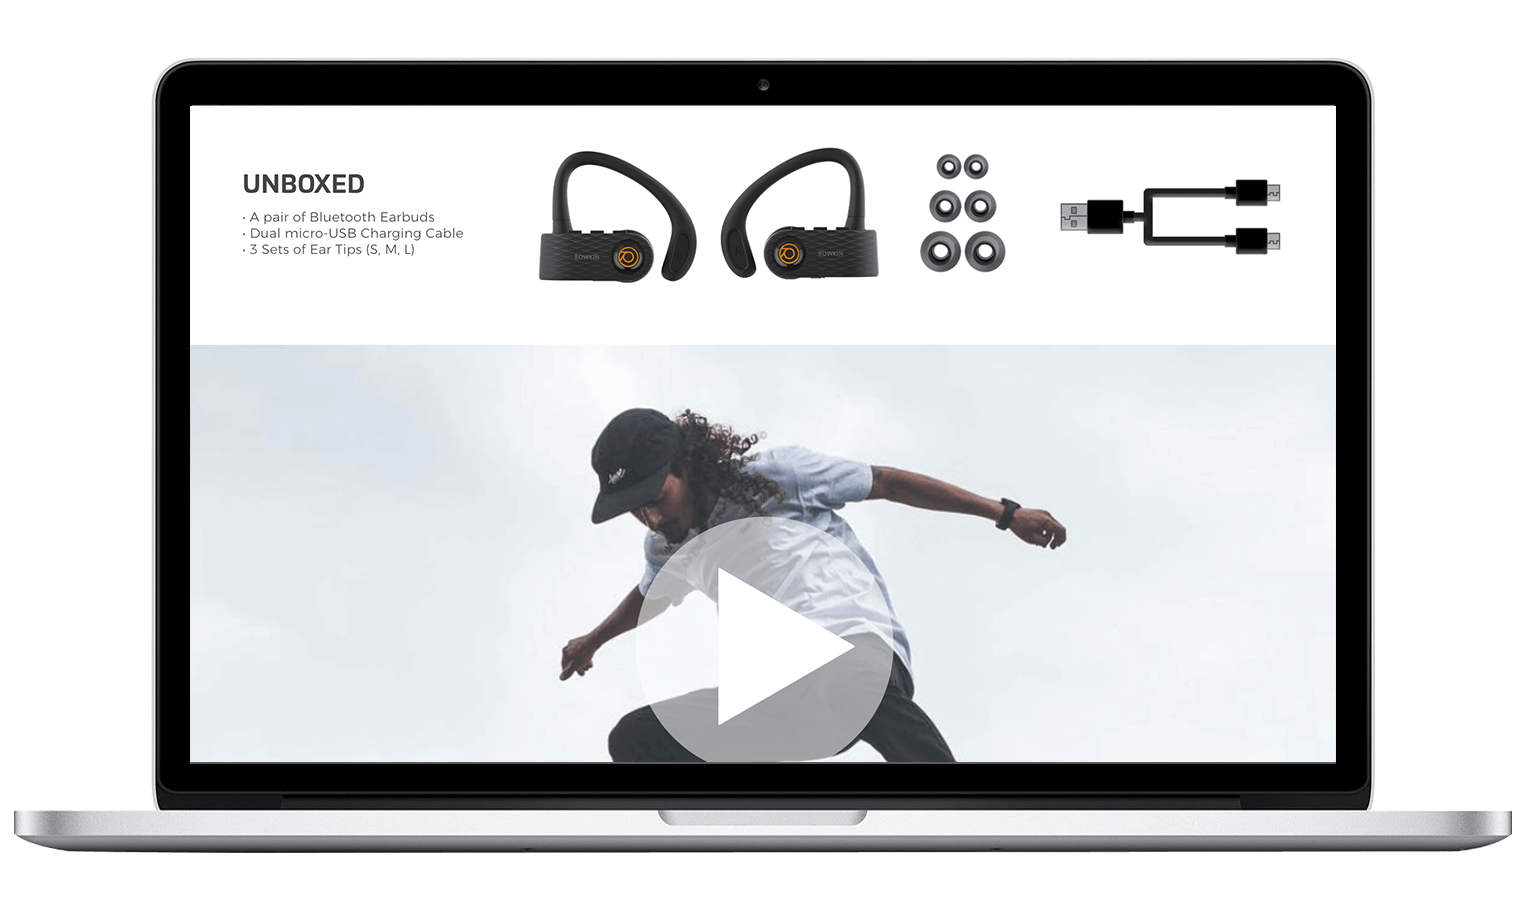 UNBOXED
• A pair of Bluetooth Earbuds
• Dual micro-USB Charging Cable
• 3 Sets of Ear Tips (S, M, L)
ROWKIN
ROWKIN